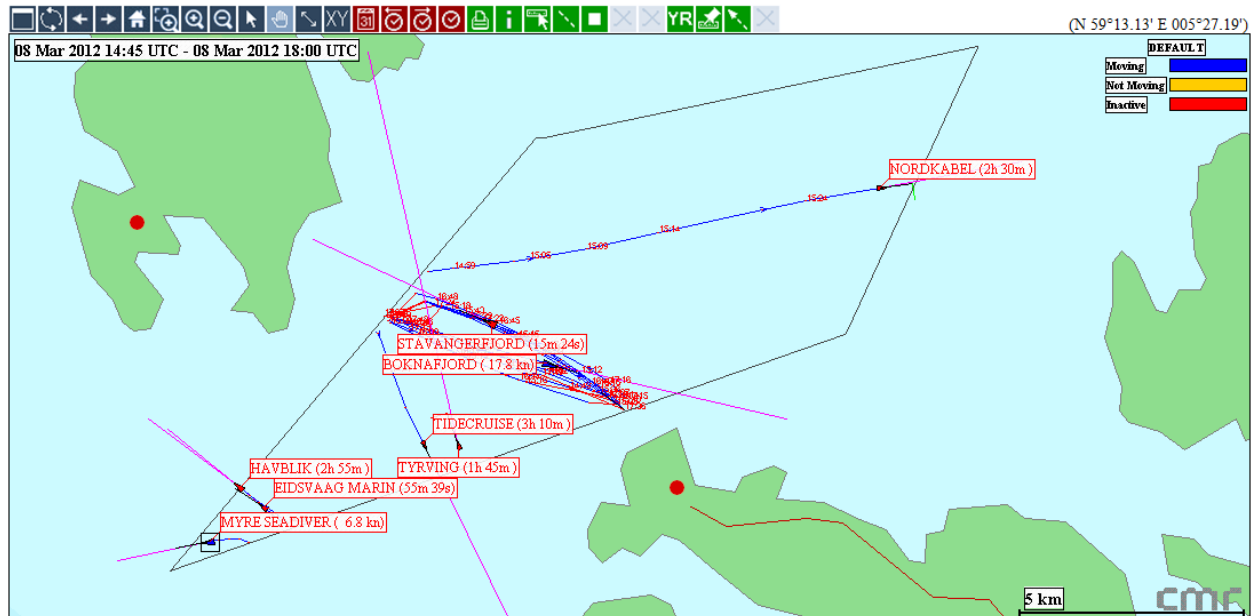 XY
31
i
YR
(N 59°13.13' E 005°27.19')
08 Mar 2012 14:45 UTC - 08 Mar 2012 18:00 UTC
DEFAULT
Moving
Not Moving
Inactive
NORDKABEL (2h 30m )
14:59
15:05
15:09
15:14
15:24
STAVANGERFJORD (15m 24s)
BOKNAFJORD ( 17.8 kn)
TIDECRUISE (3h 10m )
TYRVING (1h 45m )
HAVBLIK (2h 55m )
EIDSVAAG MARIN (55m 39s)
MYRE SEADIVER ( 6.8 kn)
5 km
cmr